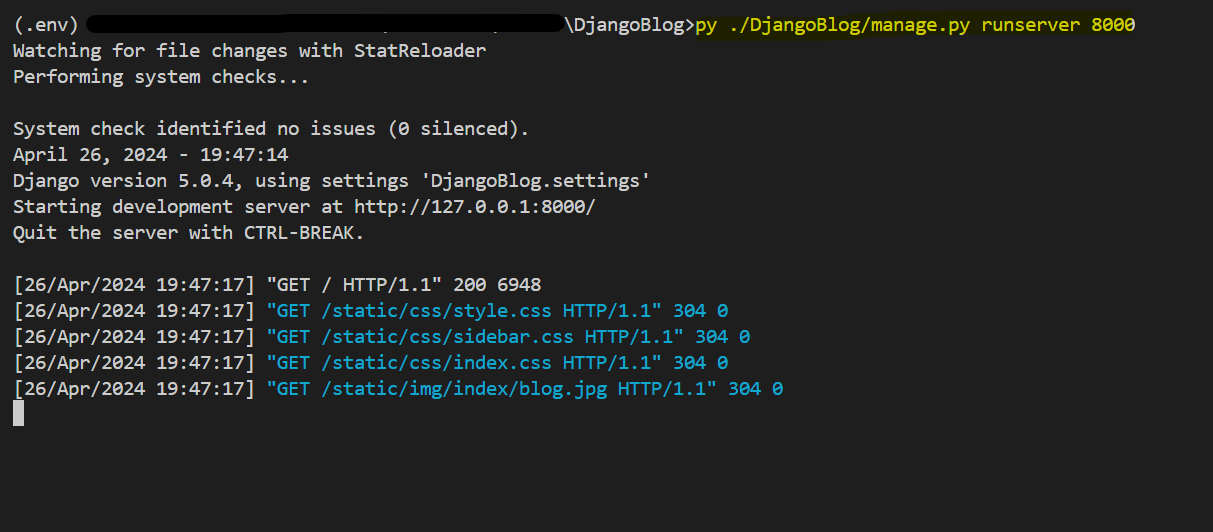 (.env) \DjangoBlog>py ./DjangoBlog/manage.py runserver 8000
Watching for file changes with StatReloader
Performing system checks...
System check identified no issues (0 silenced).
April 26, 2024 - 19:47:14
Django version 5.0.4, using settings 'DjangoBlog.settings'
Starting development server at http://127.0.0.1:8000/
Quit the server with CTRL-BREAK.
[26/Apr/2024 19:47:17] "GET / HTTP/1.1" 200 6948
[26/Apr/2024 19:47:17] "GET /static/css/style.css HTTP/1.1" 304 0
[26/Apr/2024 19:47:17] "GET /static/css/sidebar.css HTTP/1.1" 304 0
[26/Apr/2024 19:47:17] "GET /static/css/index.css HTTP/1.1" 304 0
[26/Apr/2024 19:47:17] "GET /static/img/index/blog.jpg HTTP/1.1" 304 0